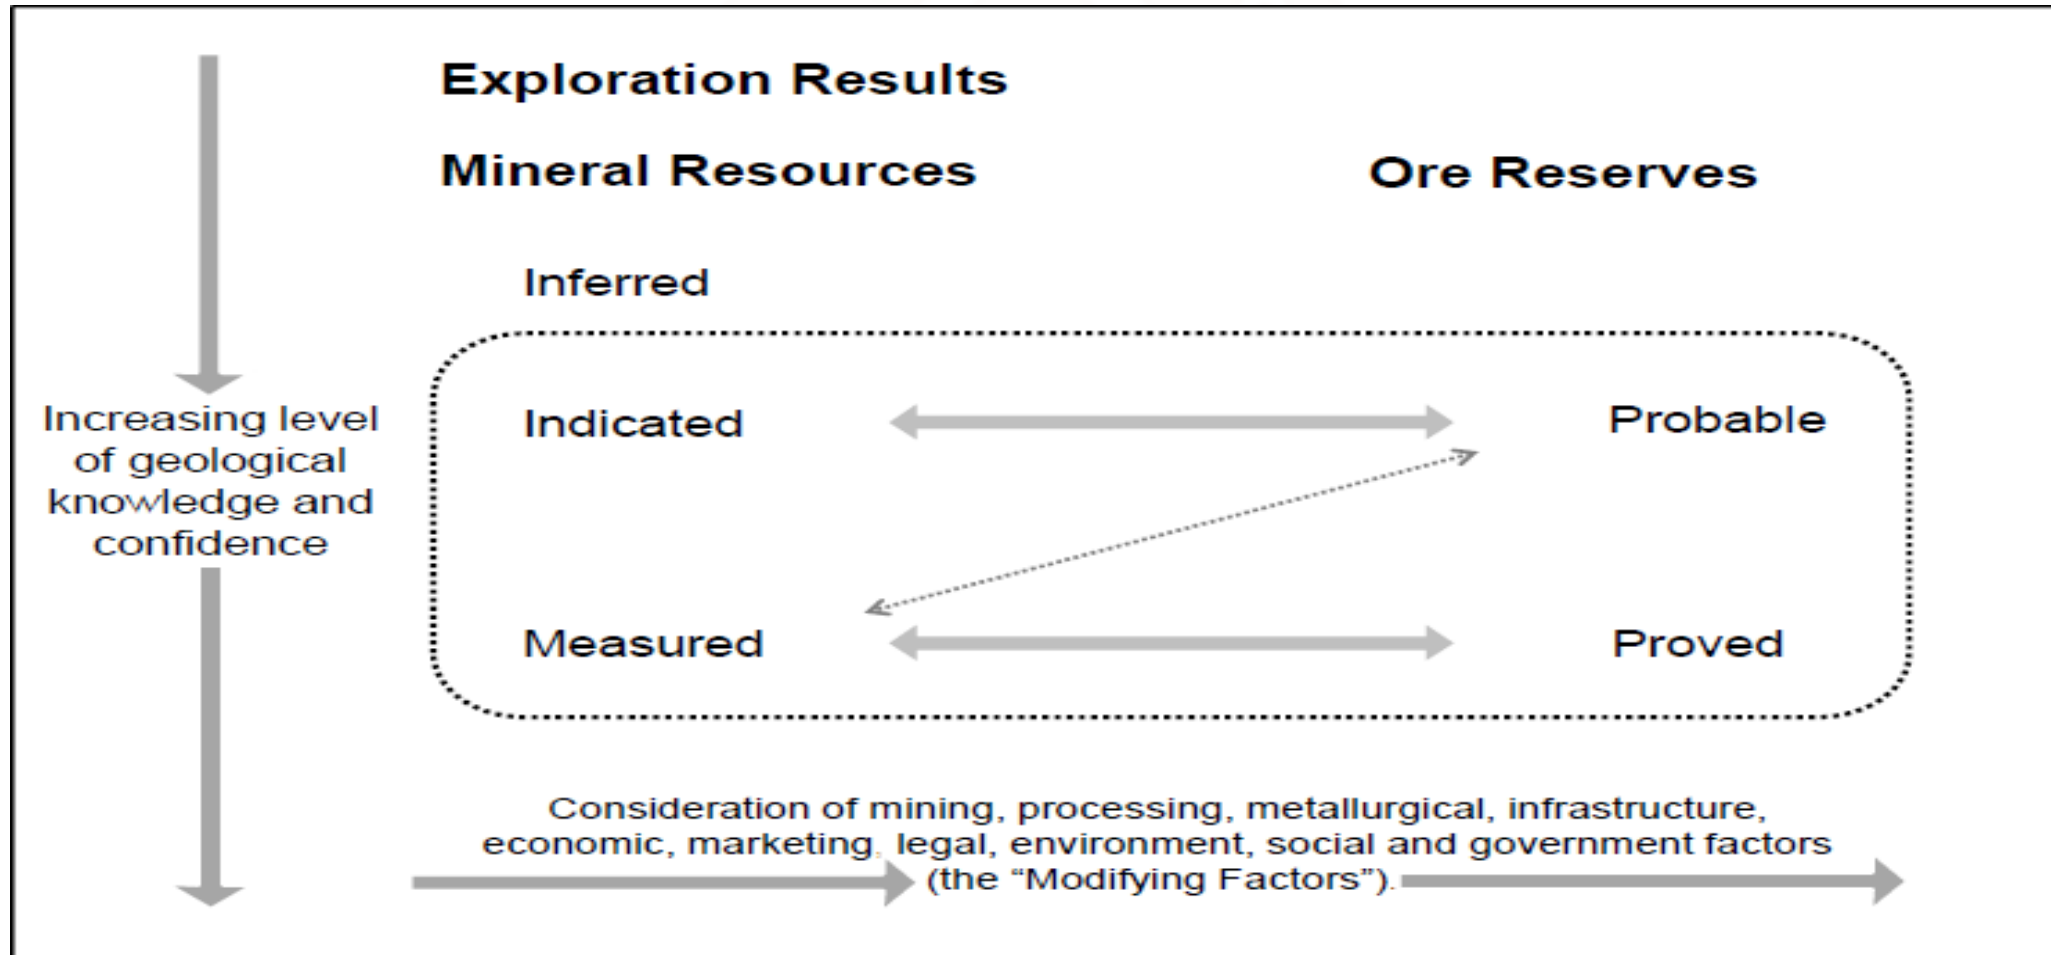 Exploration Results
Mineral Resources
Ore Reserves
Inferred
Increasing level
of geological
knowledge and
confidence
Indicated
Probable
Measured
Proved
Consideration of mining, processing, metallurgical, infrastructure,
economic, marketing, legal, environment, social and government factors
(the “Modifying Factors”).